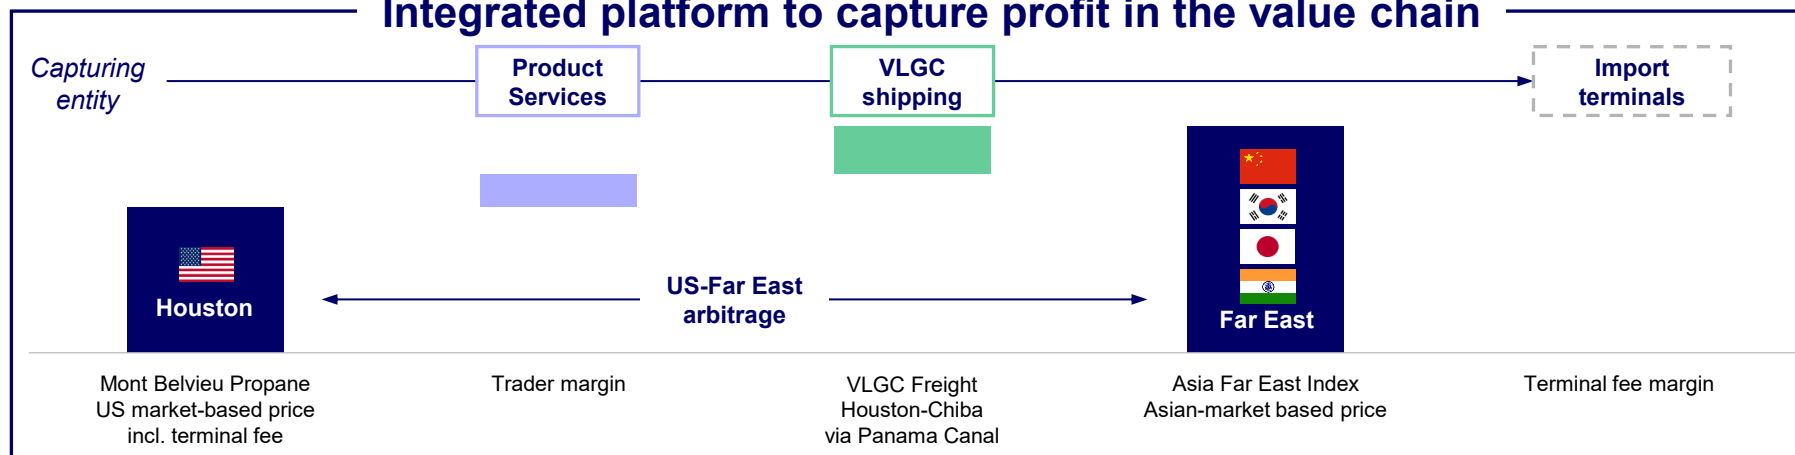 Integrated platform to capture profit in the value chain
Capturing
entity
Product
Services
VLGC
shipping
Import
terminals
Houston
US-Far East
arbitrage
Far East
Mont Belvieu Propane
US market-based price
incl. terminal fee
Trader margin
VLGC Freight
Houston-Chiba
via Panama Canal
Asia Far East Index
Asian-market based price
Terminal fee margin